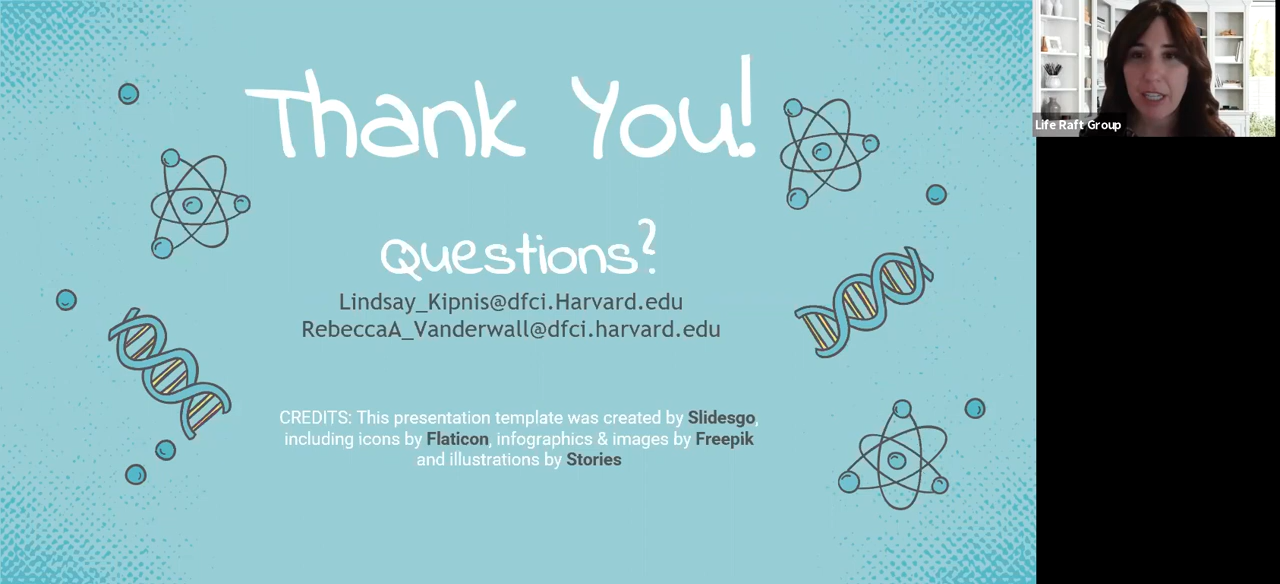 Thank You!
Questions?
Lindsay_Kipnis@dfci.Harvard.edu
RebeccaA_Vanderwall@dfci.harvard.edu
CREDITS: This presentation template was created by Slidesgo,
including icons by Flaticon, infographics & images by Freepik
and illustrations by Stories
Life Raft Group